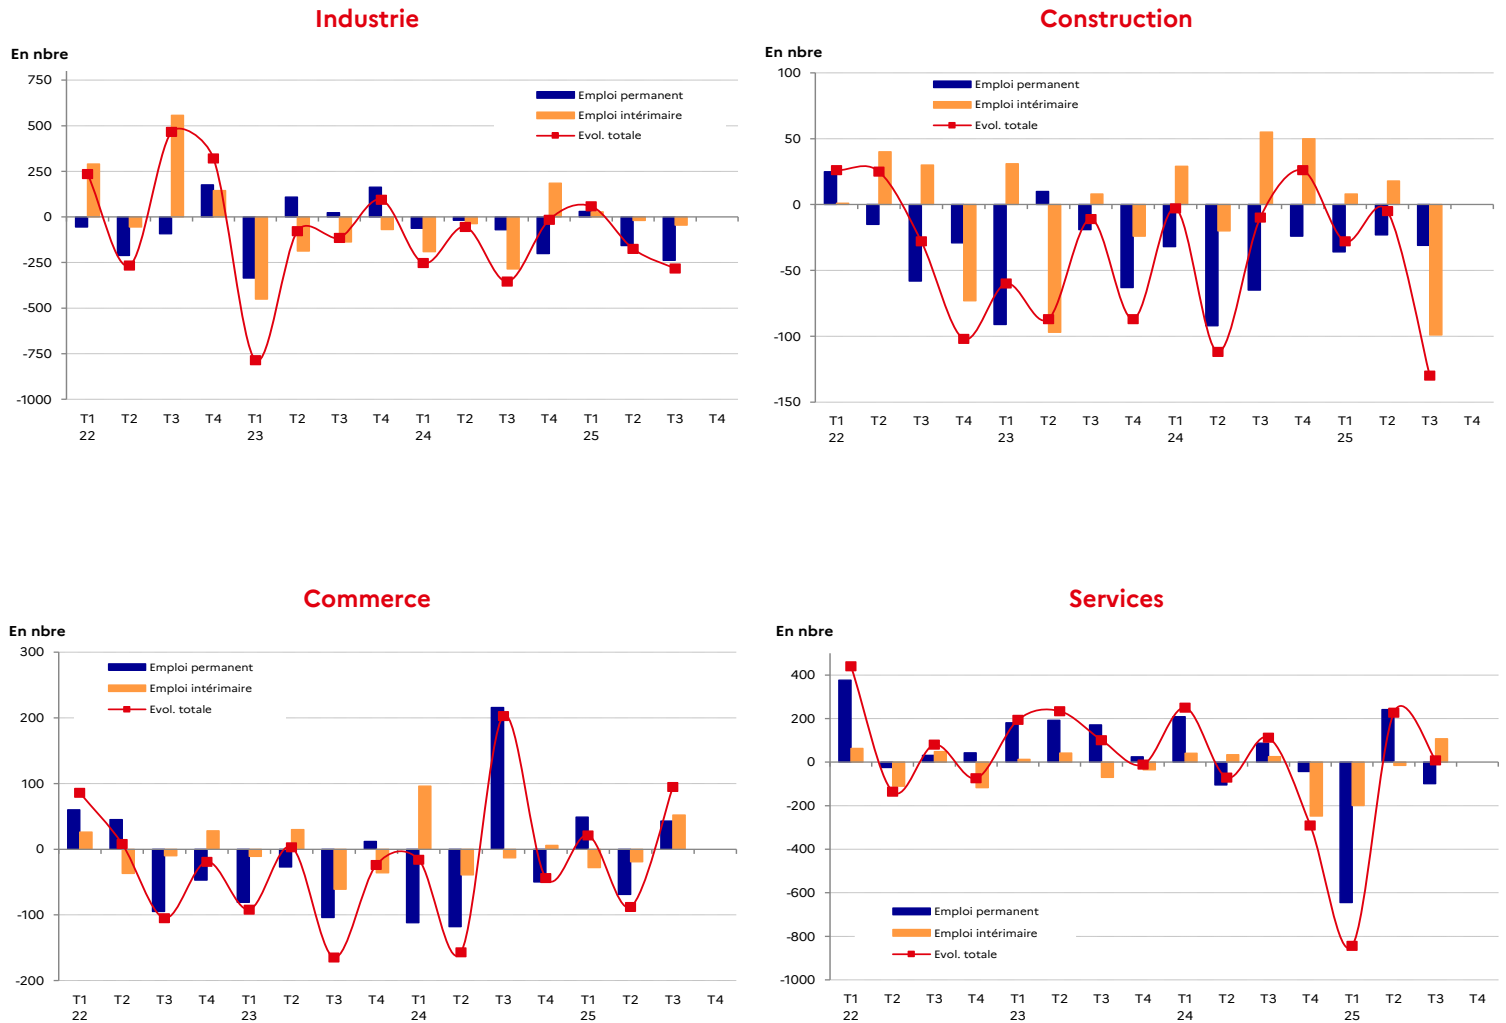 Industrie
En nbre
Emploi permanent
Emploi intérimaire
Evol. totale
750
500
250
0
-250
-500
-750
-1000
T1 T2 T3 T4 T1 T2 T3 T4 T1 T2 T3 T4 T1 T2 T3 T4
22 23 24 25
Construction
En nbre
Emploi permanent
Emploi intérimaire
Evol. totale
100
50
0
-50
-100
-150
T1 T2 T3 T4 T1 T2 T3 T4 T1 T2 T3 T4 T1 T2 T3 T4
22 23 24 25
Commerce
En nbre
Emploi permanent
Emploi intérimaire
Evol. totale
300
200
100
0
-100
-200
T1 T2 T3 T4 T1 T2 T3 T4 T1 T2 T3 T4 T1 T2 T3 T4
22 23 24 25
Services
En nbre
400
200
0
-200
-400
-600
-800
-1000
Emploi permanent
Emploi intérimaire
Evol. totale
T1 T2 T3 T4 T1 T2 T3 T4 T1 T2 T3 T4 T1 T2 T3 T4
22 23 24 25